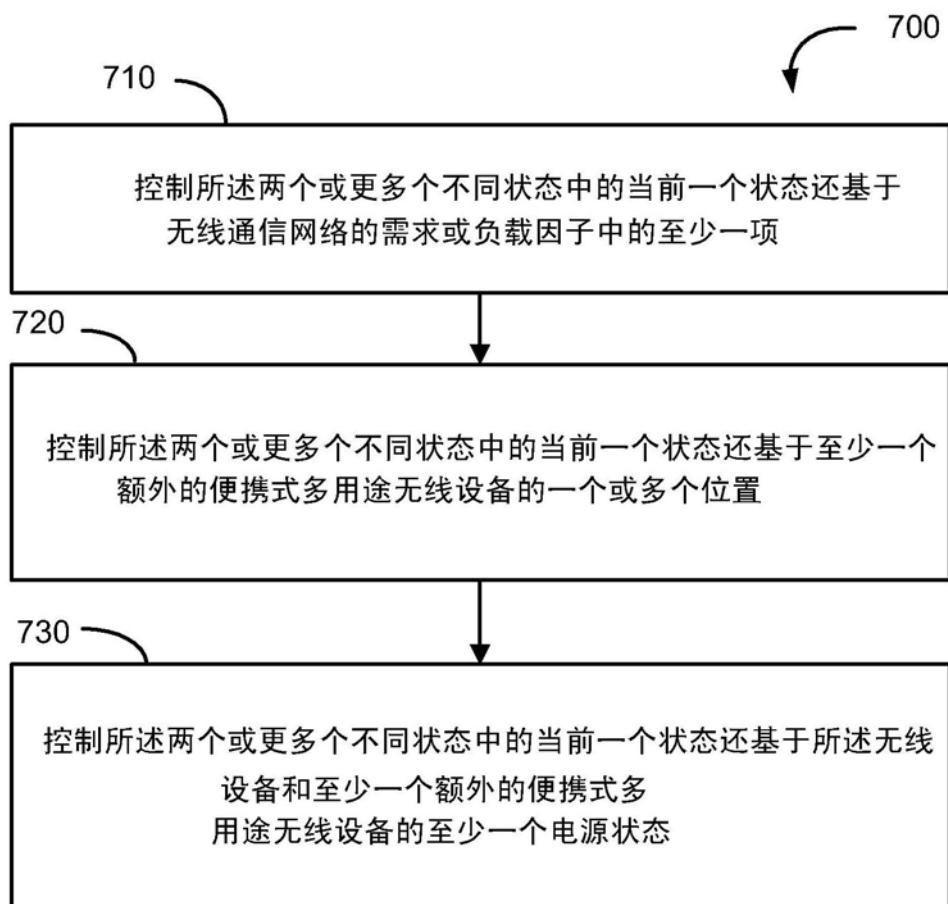 700
710
控制所述两个或更多个不同状态中的当前一个状态还基于
无线通信网络的需求或负载因子中的至少一项
720
控制所述两个或更多个不同状态中的当前一个状态还基于至少一个
额外的便携式多用途无线设备的一个或多个位置
730
控制所述两个或更多个不同状态中的当前一个状态还基于所述无线
设备和至少一个额外的便携式多
用途无线设备的至少一个电源状态